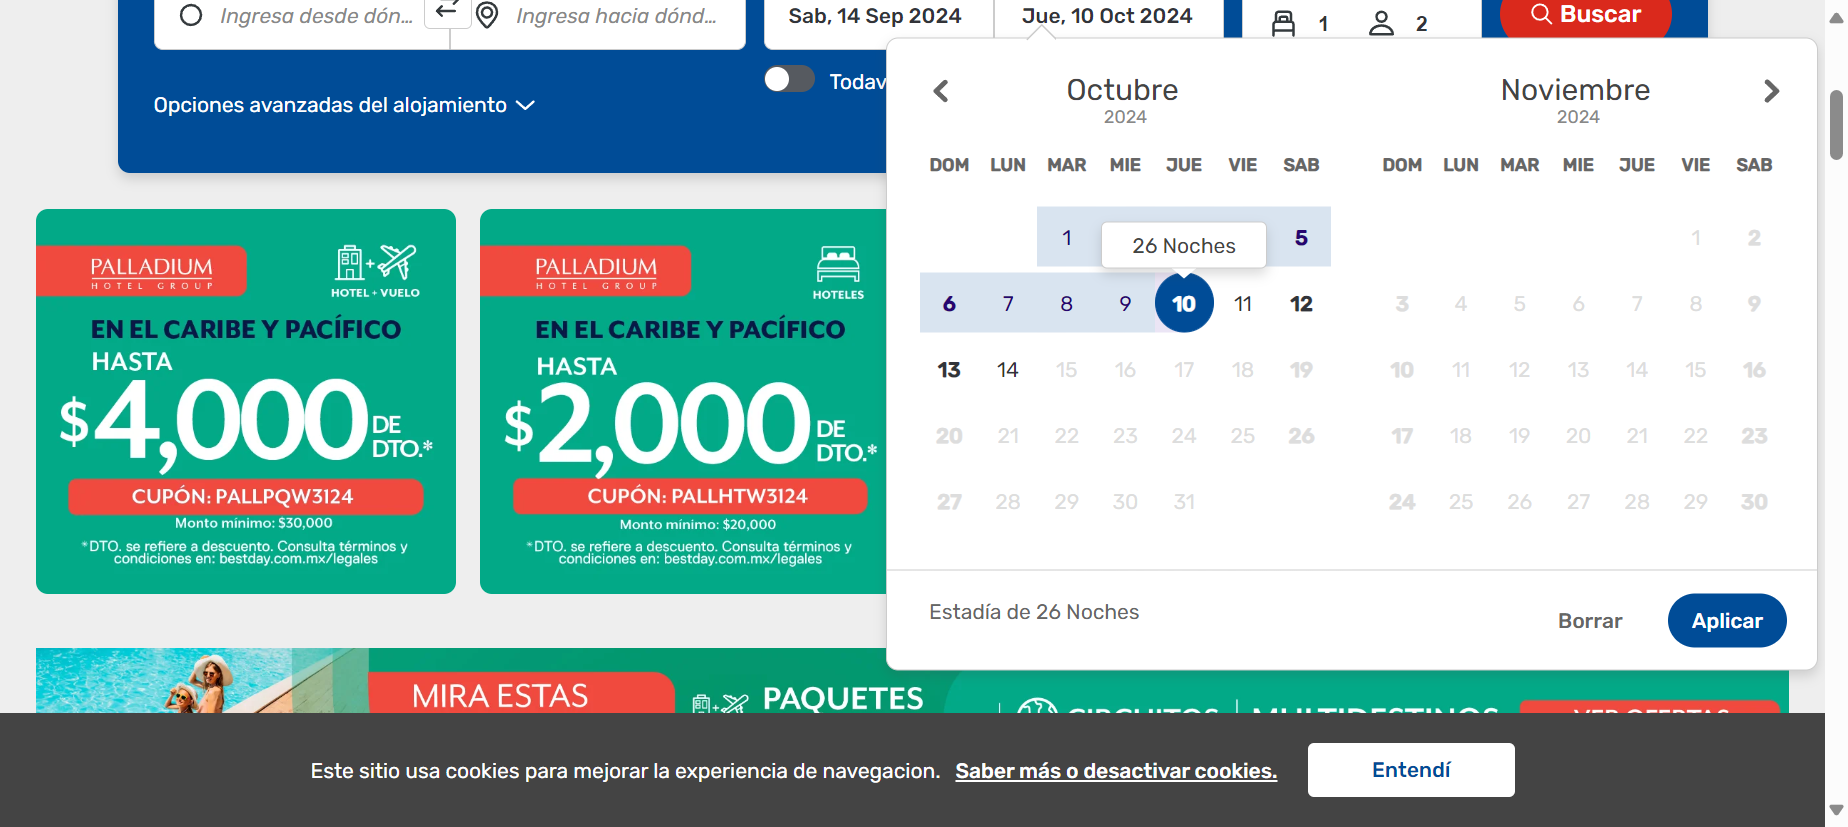 Ingresa desde dón...
Ingresa hacia dónd...
Sab, 14 Sep 2024
Jue, 10 Oct 2024
1
2
Buscar
Opciones avanzadas del alojamiento
Todav
Octubre
2024
DOM LUN MAR MIE JUE VIE SAB
1 5
26 Noches
6 7 8 9 10 11 12
13 14 15 16 17 18 19
20 21 22 23 24 25 26
27 28 29 30 31
Noviembre
2024
DOM LUN MAR MIE JUE VIE SAB
1 2
3 4 5 6 7 8 9
10 11 12 13 14 15 16
17 18 19 20 21 22 23
24 25 26 27 28 29 30
Estadía de 26 Noches
Borrar
Aplicar
PALLADIUM
HOTEL GROUP
HOTEL + VUELO
EN EL CARIBE Y PACÍFICO
HASTA
$4,000 DE DTO.*
CUPÓN: PALLPQW3124
Monto mínimo: $30,000
*DTO. se refiere a descuento. Consulta términos y
condiciones en: bestday.com.mx/legales
PALLADIUM
HOTEL GROUP
HOTELES
EN EL CARIBE Y PACÍFICO
HASTA
$2,000 DE DTO.*
CUPÓN: PALLHTW3124
Monto mínimo: $20,000
*DTO. se refiere a descuento. Consulta términos y
condiciones en: bestday.com.mx/legales
MIRA ESTAS
PAQUETES
CIRCUITOS
MULTIDESTINOS
VER OFERTAS
Este sitio usa cookies para mejorar la experiencia de navegacion. Saber más o desactivar cookies.
Entendí